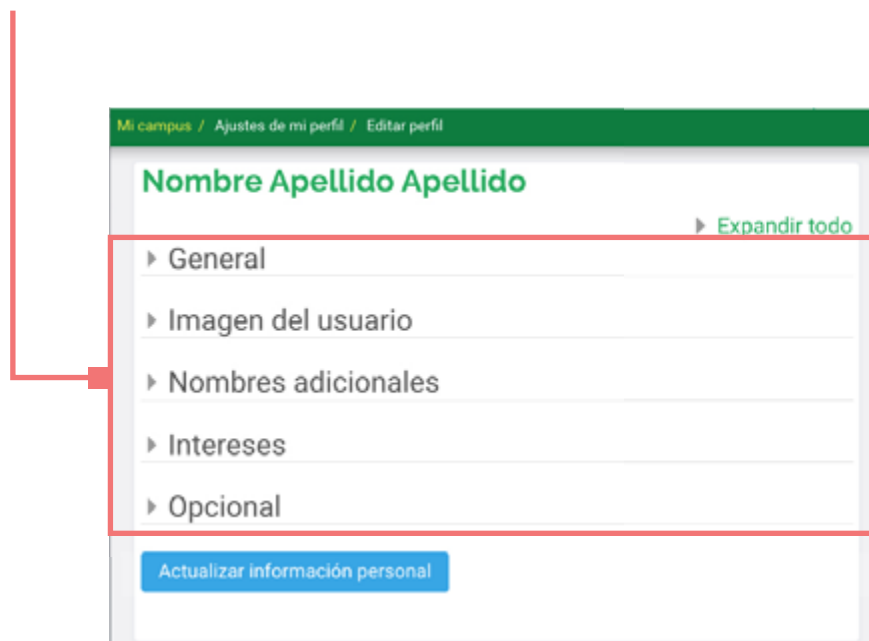 Mi campus / Ajustes de mi perfil / Editar perfil
Nombre Apellido Apellido
Expandir todo
General
Imagen del usuario
Nombres adicionales
Intereses
Opcional
Actualizar información personal